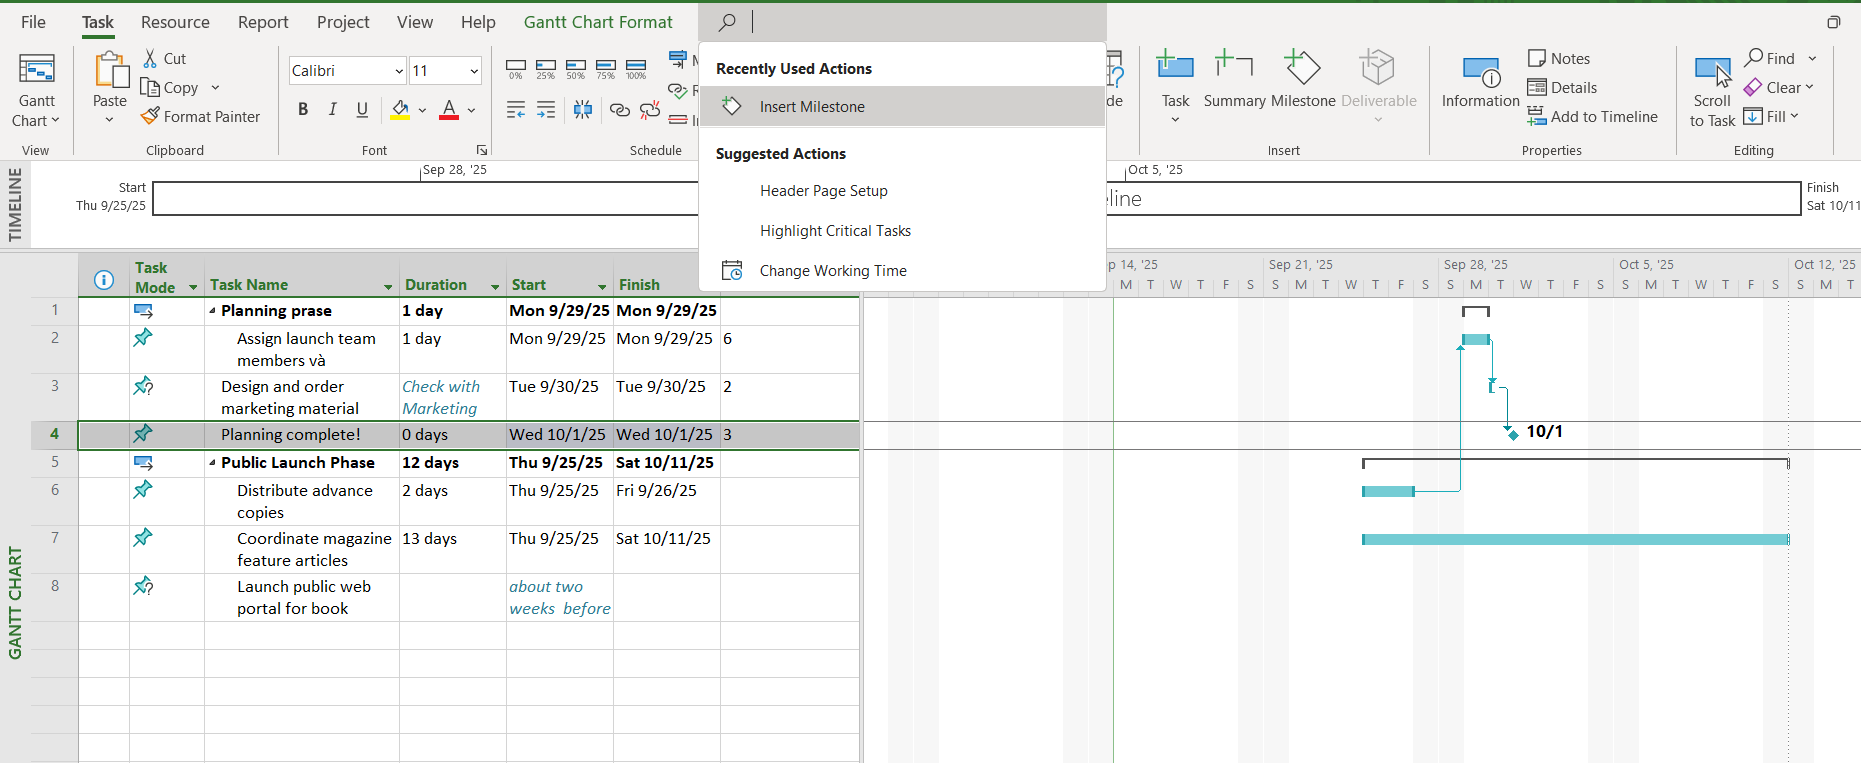 File Task Resource Report Project View Help Gantt Chart Format
Gantt
Chart
View
Paste
Cut
Copy
Format Painter
Clipboard
Calibri 11
B I U A
Font
0% 25% 50% 75% 100%
Schedule
Recently Used Actions
Insert Milestone
Suggested Actions
Header Page Setup
Highlight Critical Tasks
Change Working Time
Task Summary Milestone Deliverable
Insert
Information
Notes
Details
Add to Timeline
Properties
Scroll
to Task
Find
Clear
Fill
Editing
TIMELINE
Start
Thu 9/25/25
Sep 28, '25
Oct 5, '25
Finish
Sat 10/11
GANTT CHART
Task
Mode Task Name Duration Start Finish
14, '25 Sep 21, '25 Sep 28, '25 Oct 5, '25 Oct 12, '25
M T W T F S S M T W T F S S M T W T F S S M T W T F S S M T
1 Planning prase 1 day Mon 9/29/25 Mon 9/29/25
2 Assign launch team 1 day Mon 9/29/25 Mon 9/29/25 6
members và
3 Design and order Check with Tue 9/30/25 Tue 9/30/25 2
marketing material Marketing
4 Planning complete! 0 days Wed 10/1/25 Wed 10/1/25 3
10/1
5 Public Launch Phase 12 days Thu 9/25/25 Sat 10/11/25
6 Distribute advance 2 days Thu 9/25/25 Fri 9/26/25
copies
7 Coordinate magazine 13 days Thu 9/25/25 Sat 10/11/25
feature articles
8 Launch public web about two
portal for book weeks before